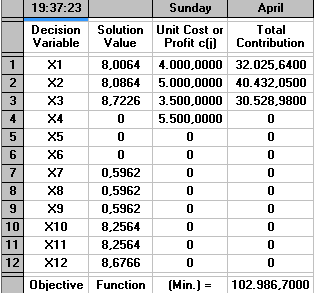 19:37:23 Sunday April
Decision Solution Unit Cost or Total
Variable Value Profit c(j) Contribution
1 X1 8,0064 4.000,0000 32.025,6400
2 X2 8,0864 5.000,0000 40.432,0500
3 X3 8,7226 3.500,0000 30.528,9800
4 X4 0 5.500,0000 0
5 X5 0 0 0
6 X6 0 0 0
7 X7 0,5962 0 0
8 X8 0,5962 0 0
9 X9 0,5962 0 0
10 X10 8,2564 0 0
11 X11 8,2564 0 0
12 X12 8,6766 0 0
Objective Function (Min.) = 102.986,7000